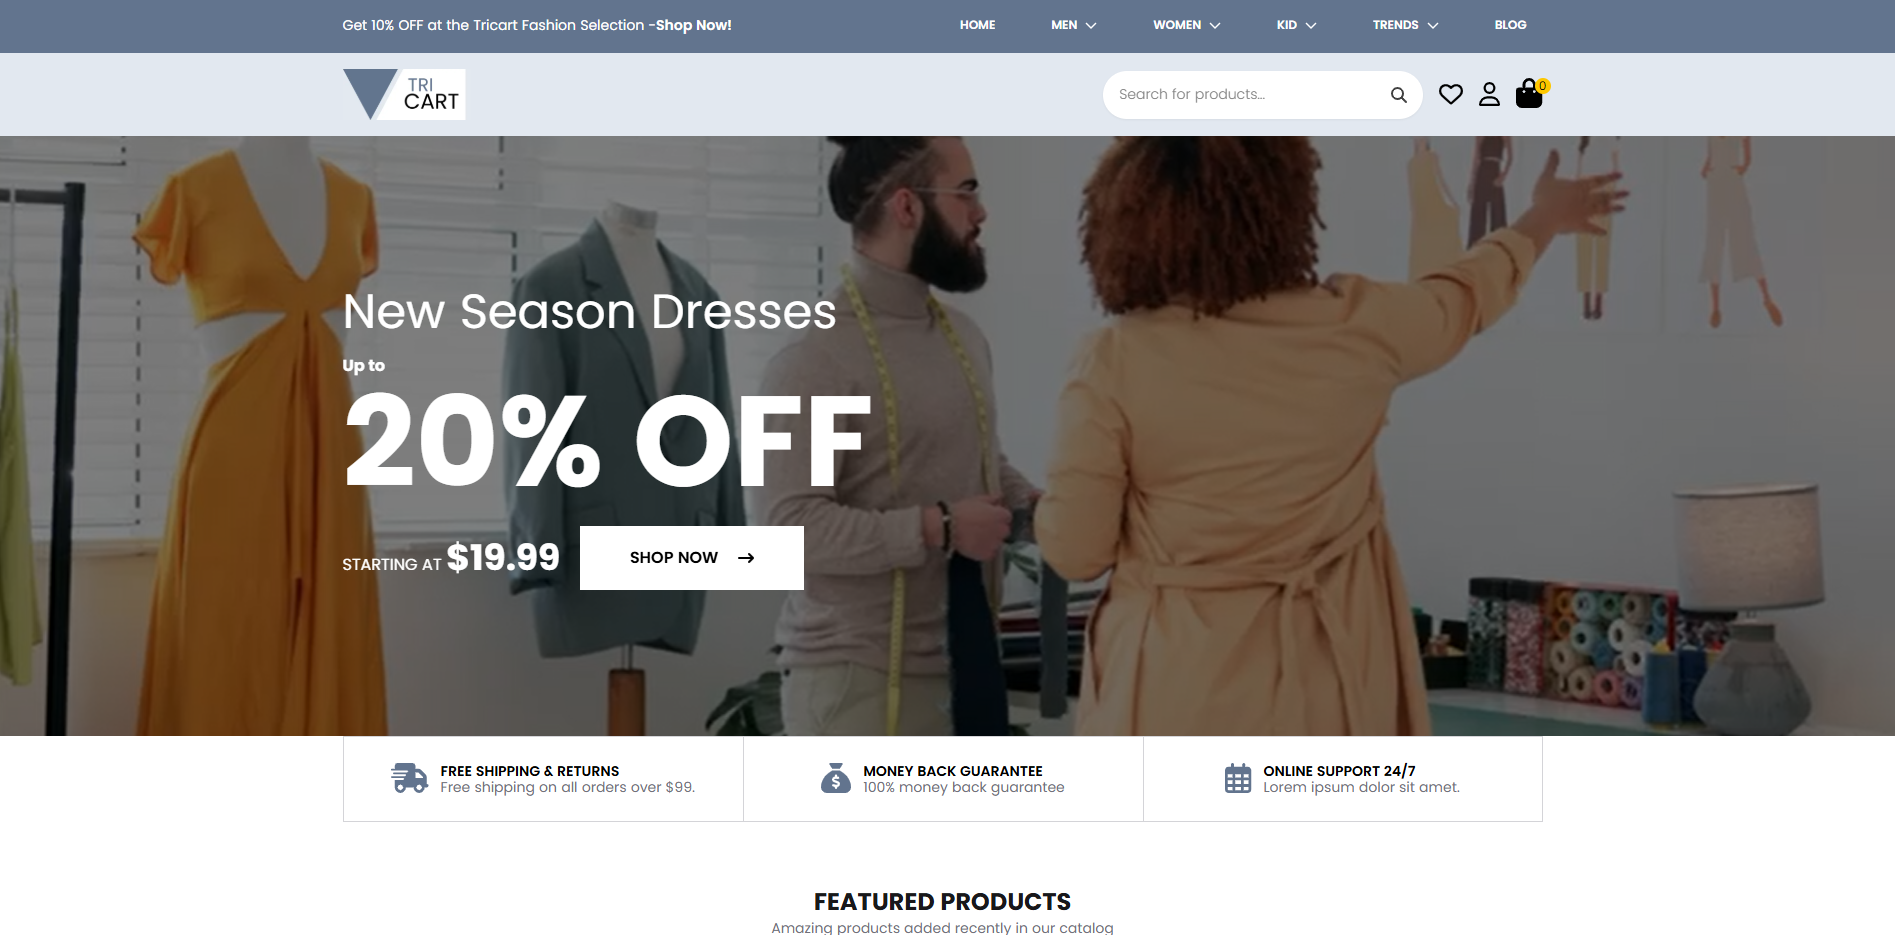 Get 10% OFF at the Tricart Fashion Selection -Shop Now!
HOME
MEN
WOMEN
KID
TRENDS
BLOG
TRI
CART
Search for products...
0
New Season Dresses
Up to
20% OFF
STARTING AT $19.99
SHOP NOW
FREE SHIPPING & RETURNS
Free shipping on all orders over $99.
MONEY BACK GUARANTEE
100% money back guarantee
ONLINE SUPPORT 24/7
Lorem ipsum dolor sit amet.
FEATURED PRODUCTS
Amazing products added recently in our catalog